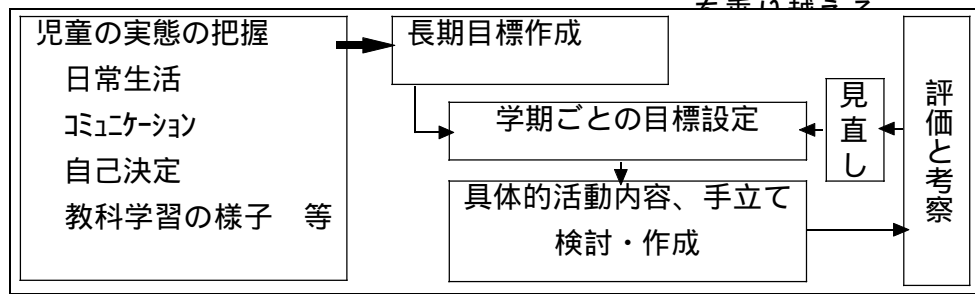 児童の実態の把握
日常生活
ｺﾐｭﾆｹｰｼｮﾝ
自己決定
教科学習の様子　等
長期目標作成
学期ごとの目標設定
具体的活動内容、手立て
検討・作成
見直し
評価と考察